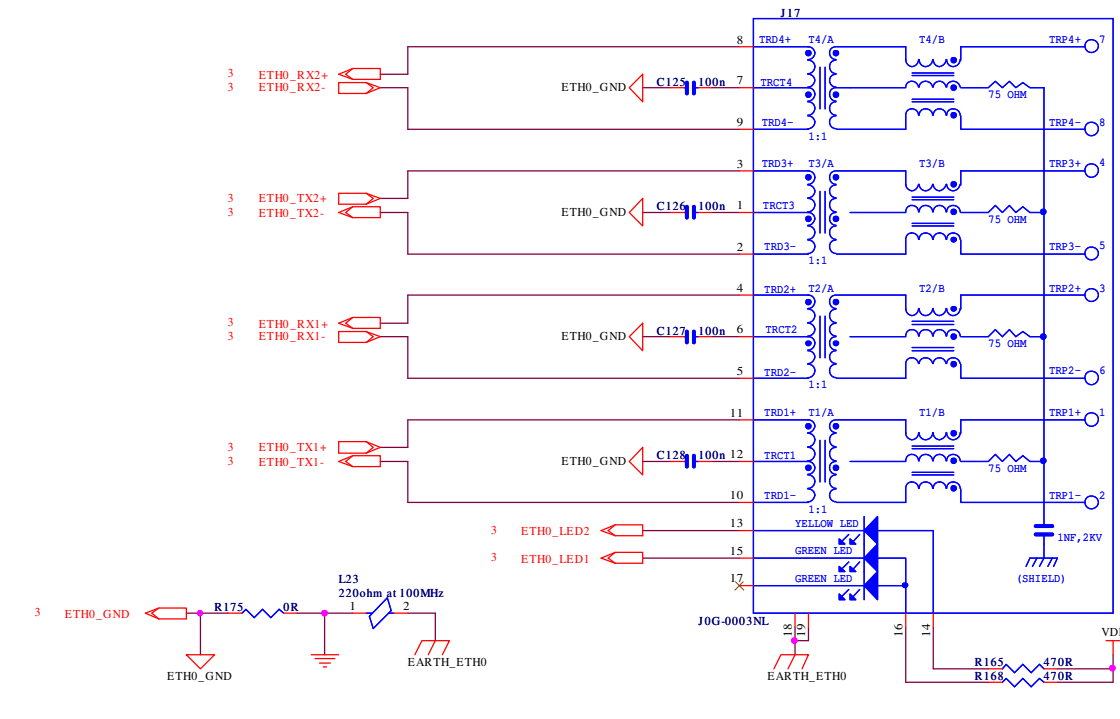 J17
8 TRD4+ T4/A T4/B TRP4+ 7
3 ETH0_RX2+
3 ETH0_RX2-
ETH0_GND C125 100n 7 TRCT4 75 OHM
9 TRD4- 1:1 TRP4- 8
3 TRD3+ T3/A T3/B TRP3+ 4
3 ETH0_TX2+
3 ETH0_TX2-
ETH0_GND C126 100n 1 TRCT3 75 OHM
2 TRD3- 1:1 TRP3- 5
4 TRD2+ T2/A T2/B TRP2+ 3
3 ETH0_RX1+
3 ETH0_RX1-
ETH0_GND C127 100n 6 TRCT2 75 OHM
5 TRD2- 1:1 TRP2- 6
11 TRD1+ T1/A T1/B TRP1+ 1
3 ETH0_TX1+
3 ETH0_TX1-
ETH0_GND C128 100n 12 TRCT1 75 OHM
10 TRD1- 1:1 TRP1- 2
3 ETH0_LED2 13 YELLOW LED
1NF,2KV
3 ETH0_LED1 15 GREEN LED
17 GREEN LED
(SHIELD)
L23
220ohm at 100MHz
3 ETH0_GND R175 0R 1 2
J0G-0003NL
18 19 16 14
VD
ETH0_GND
EARTH_ETH0
EARTH_ETH0
R165 470R
R168 470R